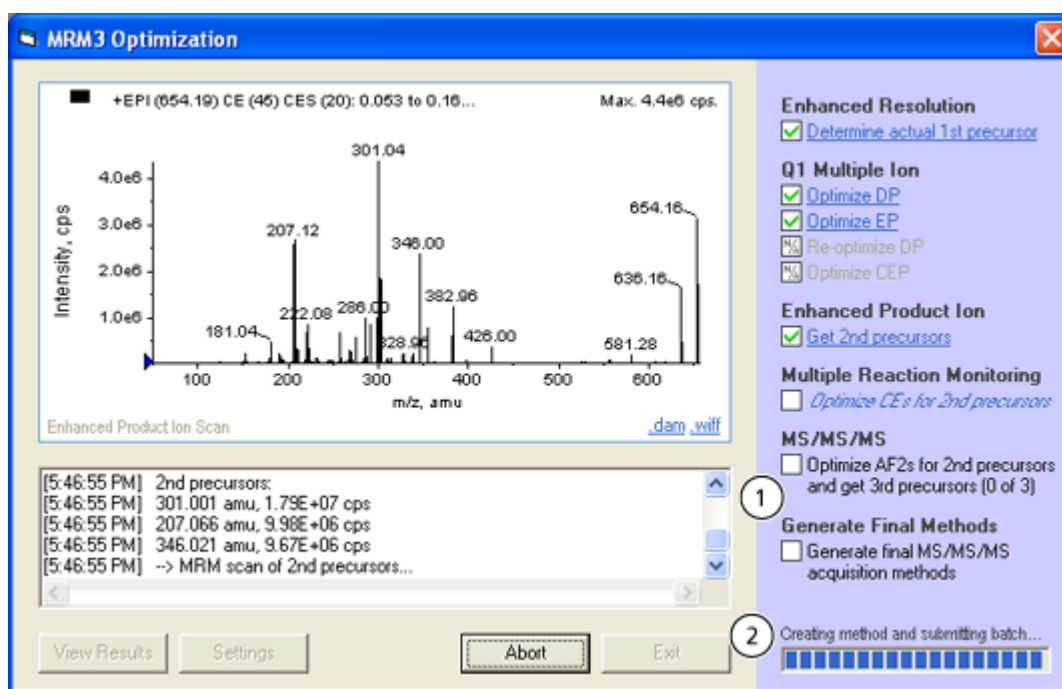 MRM3 Optimization
+EPI (654.19) CE (45) CES (20): 0.053 to 0.16... Max. 4.4e6 cps.
Intensity, cps
4.0e6
3.0e6
2.0e6
1.0e6
181.04
207.12
222.08
286.00
301.04
328.96
346.00
382.96
426.00
581.28
636.16
654.16
100 200 300 400 500 600
m/z, amu
Enhanced Product Ion Scan .dam .wiff
[5:46:55 PM] 2nd precursors:
[5:46:55 PM] 301.001 amu, 1.79E+07 cps
[5:46:55 PM] 207.066 amu, 9.98E+06 cps
[5:46:55 PM] 346.021 amu, 9.67E+06 cps
[5:46:55 PM] --> MRM scan of 2nd precursors...
View Results Settings Abort Exit
Enhanced Resolution
Determine actual 1st precursor
Q1 Multiple Ion
Optimize DP
Optimize EP
N/A Re-optimize DP
N/A Optimize CEP
Enhanced Product Ion
Get 2nd precursors
Multiple Reaction Monitoring
Optimize CEs for 2nd precursors
MS/MS/MS
1 Optimize AF2s for 2nd precursors
and get 3rd precursors (0 of 3)
Generate Final Methods
Generate final MS/MS/MS
acquisition methods
2 Creating method and submitting batch...